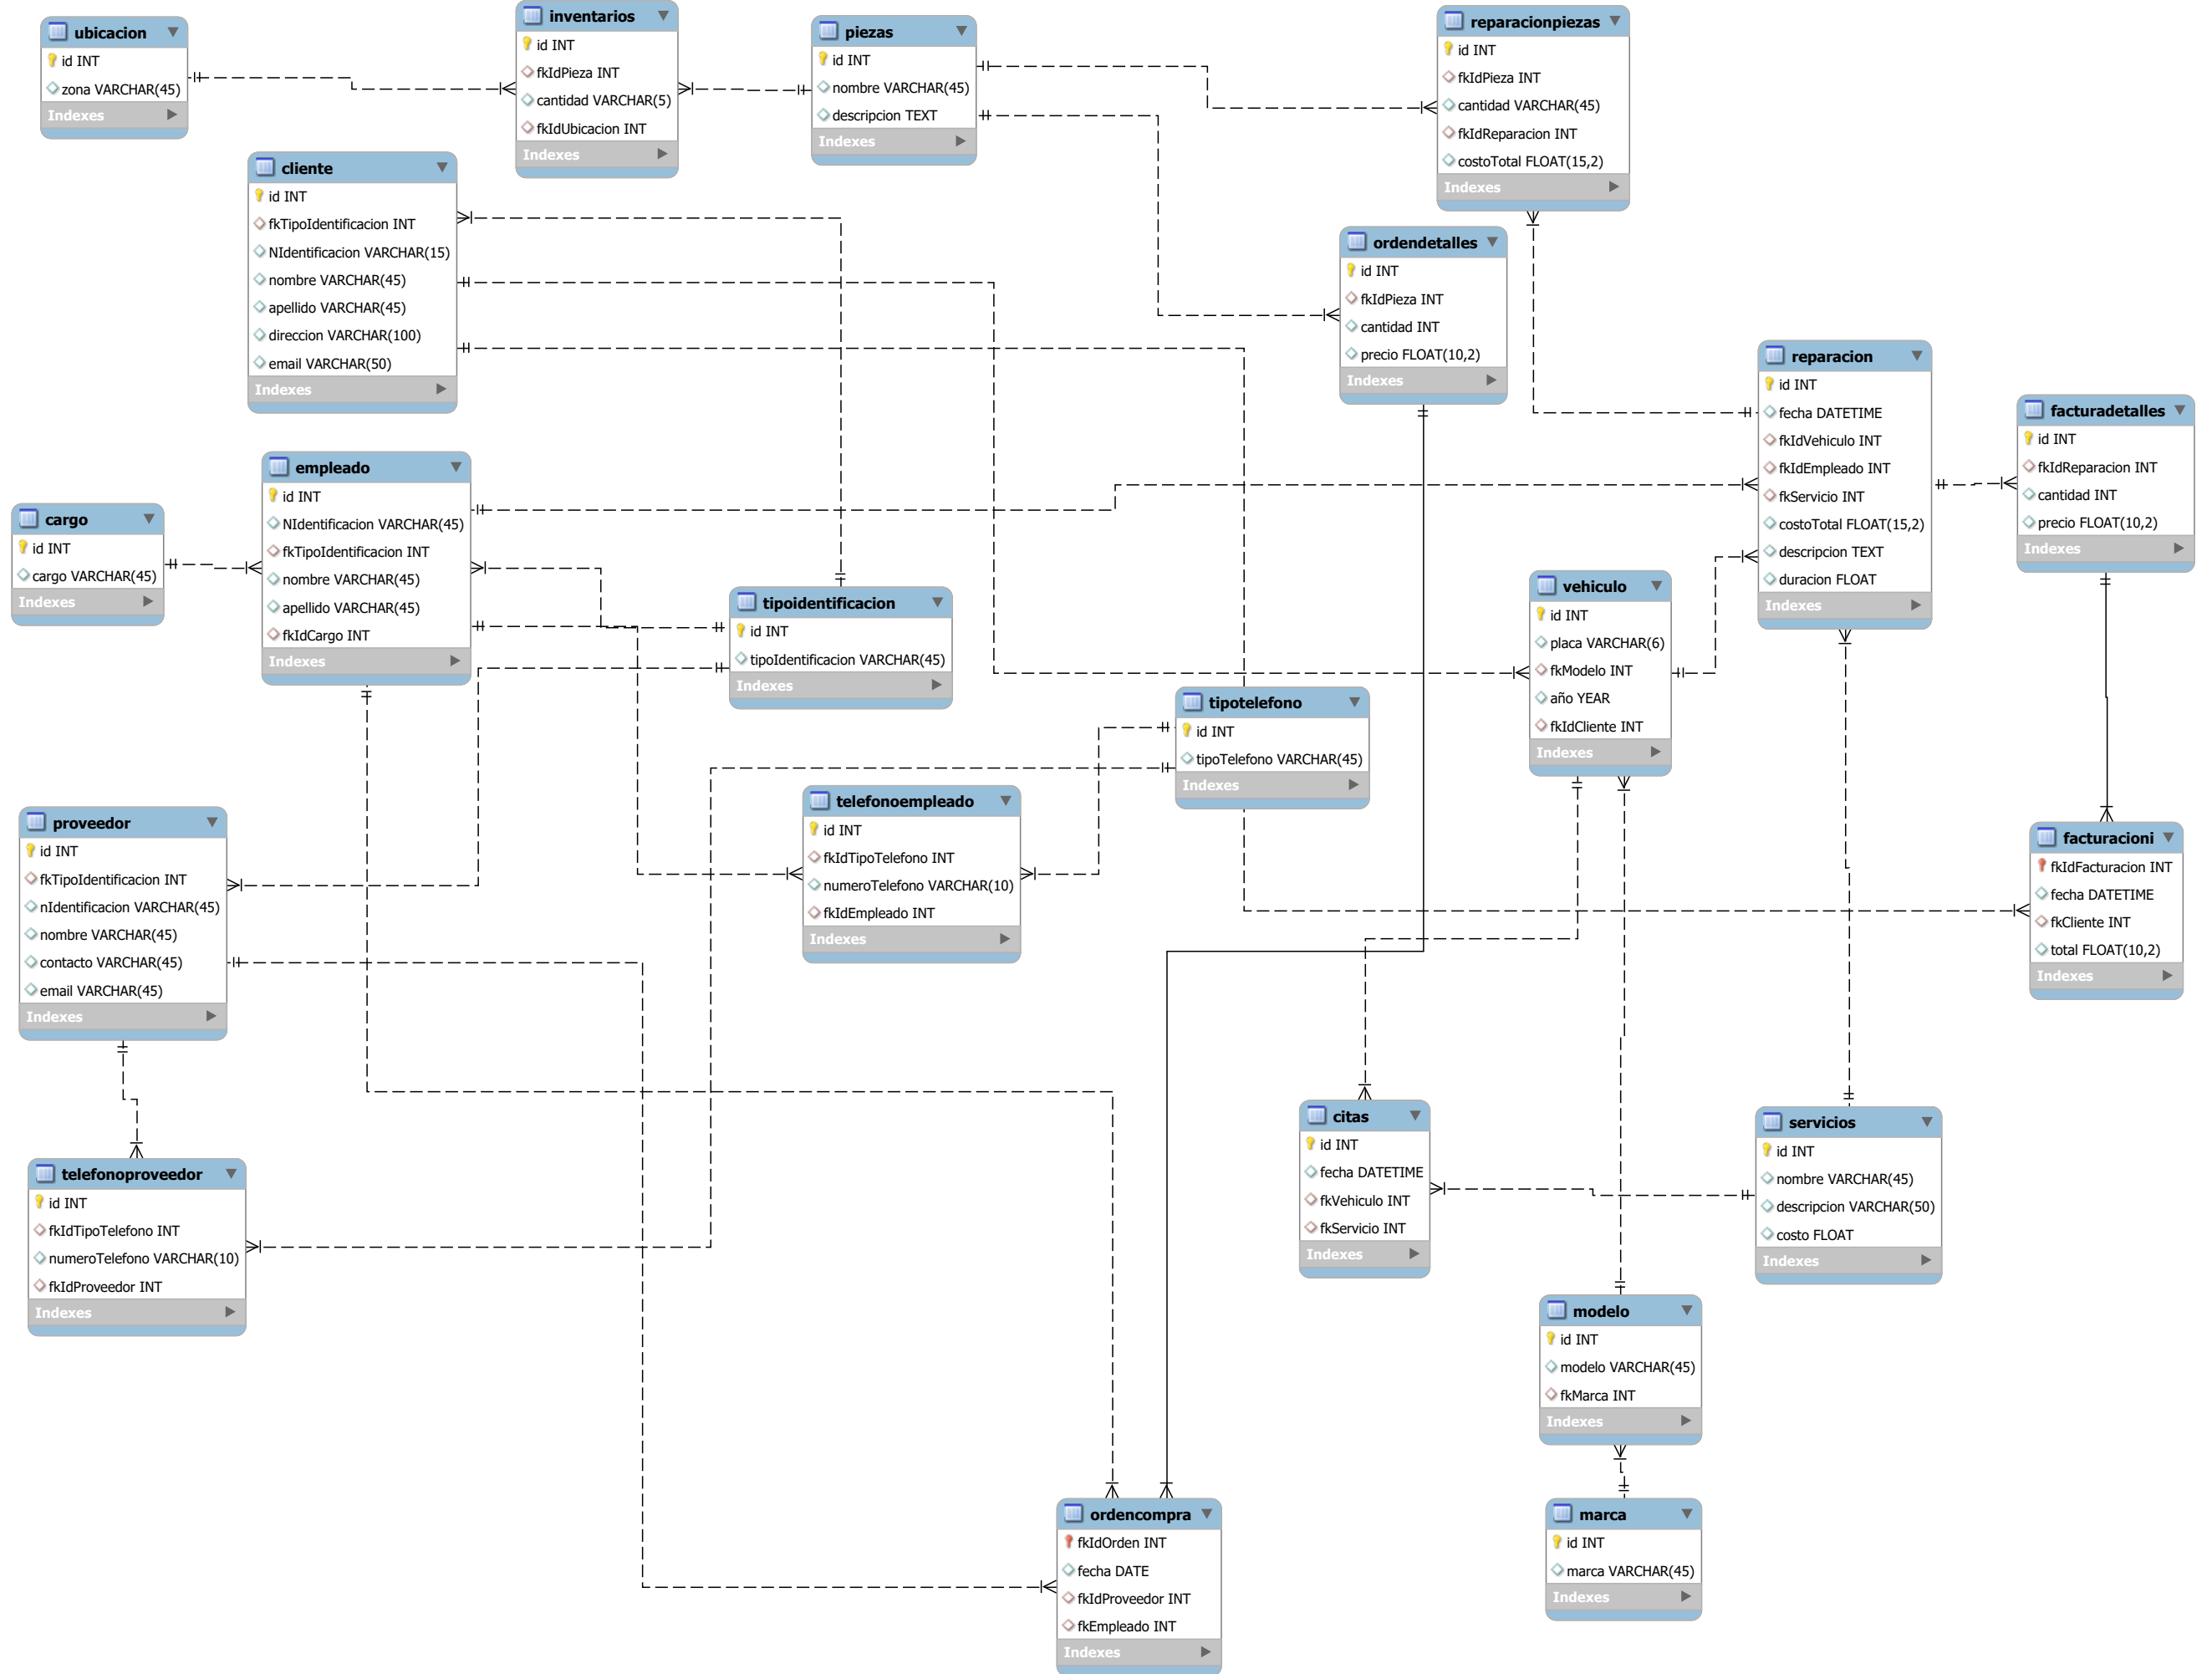 ubicacion
id INT
zona VARCHAR(45)
Indexes
inventarios
id INT
fkIdPieza INT
cantidad VARCHAR(5)
fkIdUbicacion INT
Indexes
piezas
id INT
nombre VARCHAR(45)
descripcion TEXT
Indexes
reparacionpiezas
id INT
fkIdPieza INT
cantidad VARCHAR(45)
fkIdReparacion INT
costoTotal FLOAT(15,2)
Indexes
cliente
id INT
fkTipoIdentificacion INT
NIdentificacion VARCHAR(15)
nombre VARCHAR(45)
apellido VARCHAR(45)
direccion VARCHAR(100)
email VARCHAR(50)
Indexes
ordendetalles
id INT
fkIdPieza INT
cantidad INT
precio FLOAT(10,2)
Indexes
reparacion
id INT
fecha DATETIME
fkIdVehiculo INT
fkIdEmpleado INT
fkServicio INT
costoTotal FLOAT(15,2)
descripcion TEXT
duracion FLOAT
Indexes
facturadetalles
id INT
fkIdReparacion INT
cantidad INT
precio FLOAT(10,2)
Indexes
cargo
id INT
cargo VARCHAR(45)
Indexes
empleado
id INT
NIdentificacion VARCHAR(45)
fkTipoIdentificacion INT
nombre VARCHAR(45)
apellido VARCHAR(45)
fkIdCargo INT
Indexes
tipoidentificacion
id INT
tipoIdentificacion VARCHAR(45)
Indexes
vehiculo
id INT
placa VARCHAR(6)
fkModelo INT
año YEAR
fkIdCliente INT
Indexes
tipotelefono
id INT
tipoTelefono VARCHAR(45)
Indexes
telefonoempleado
id INT
fkIdTipoTelefono INT
numeroTelefono VARCHAR(10)
fkIdEmpleado INT
Indexes
proveedor
id INT
fkTipoIdentificacion INT
nIdentificacion VARCHAR(45)
nombre VARCHAR(45)
contacto VARCHAR(45)
email VARCHAR(45)
Indexes
facturacioni
fkIdFacturacion INT
fecha DATETIME
fkCliente INT
total FLOAT(10,2)
Indexes
telefonoproveedor
id INT
fkIdTipoTelefono INT
numeroTelefono VARCHAR(10)
fkIdProveedor INT
Indexes
citas
id INT
fecha DATETIME
fkVehiculo INT
fkServicio INT
Indexes
servicios
id INT
nombre VARCHAR(45)
descripcion VARCHAR(50)
costo FLOAT
Indexes
modelo
id INT
modelo VARCHAR(45)
fkMarca INT
Indexes
ordencompra
fkIdOrden INT
fecha DATE
fkIdProveedor INT
fkEmpleado INT
Indexes
marca
id INT
marca VARCHAR(45)
Indexes